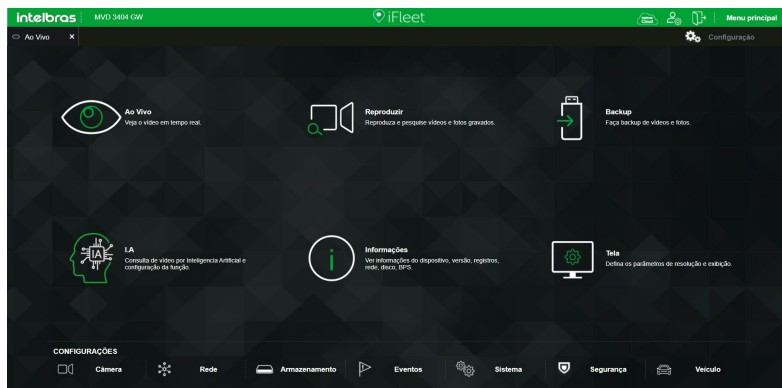 intelbras MVD 3404 GW iFleet Intelbras Cloud Menu principal
Ao Vivo x Configuração
Ao Vivo
Veja o vídeo em tempo real.
Reproduzir
Reproduza e pesquise vídeos e fotos gravados.
Backup
Faça backup de vídeos e fotos.
IA
I.A
Consulta de vídeo por Inteligencia Artificial e
configuração da função.
i
Informações
Ver informações do dispositivo, versão, registros,
rede, disco, BPS.
Tela
Defina os parâmetros de resolução e exibição.
CONFIGURAÇÕES
Câmera Rede Armazenamento Eventos Sistema Segurança Veículo